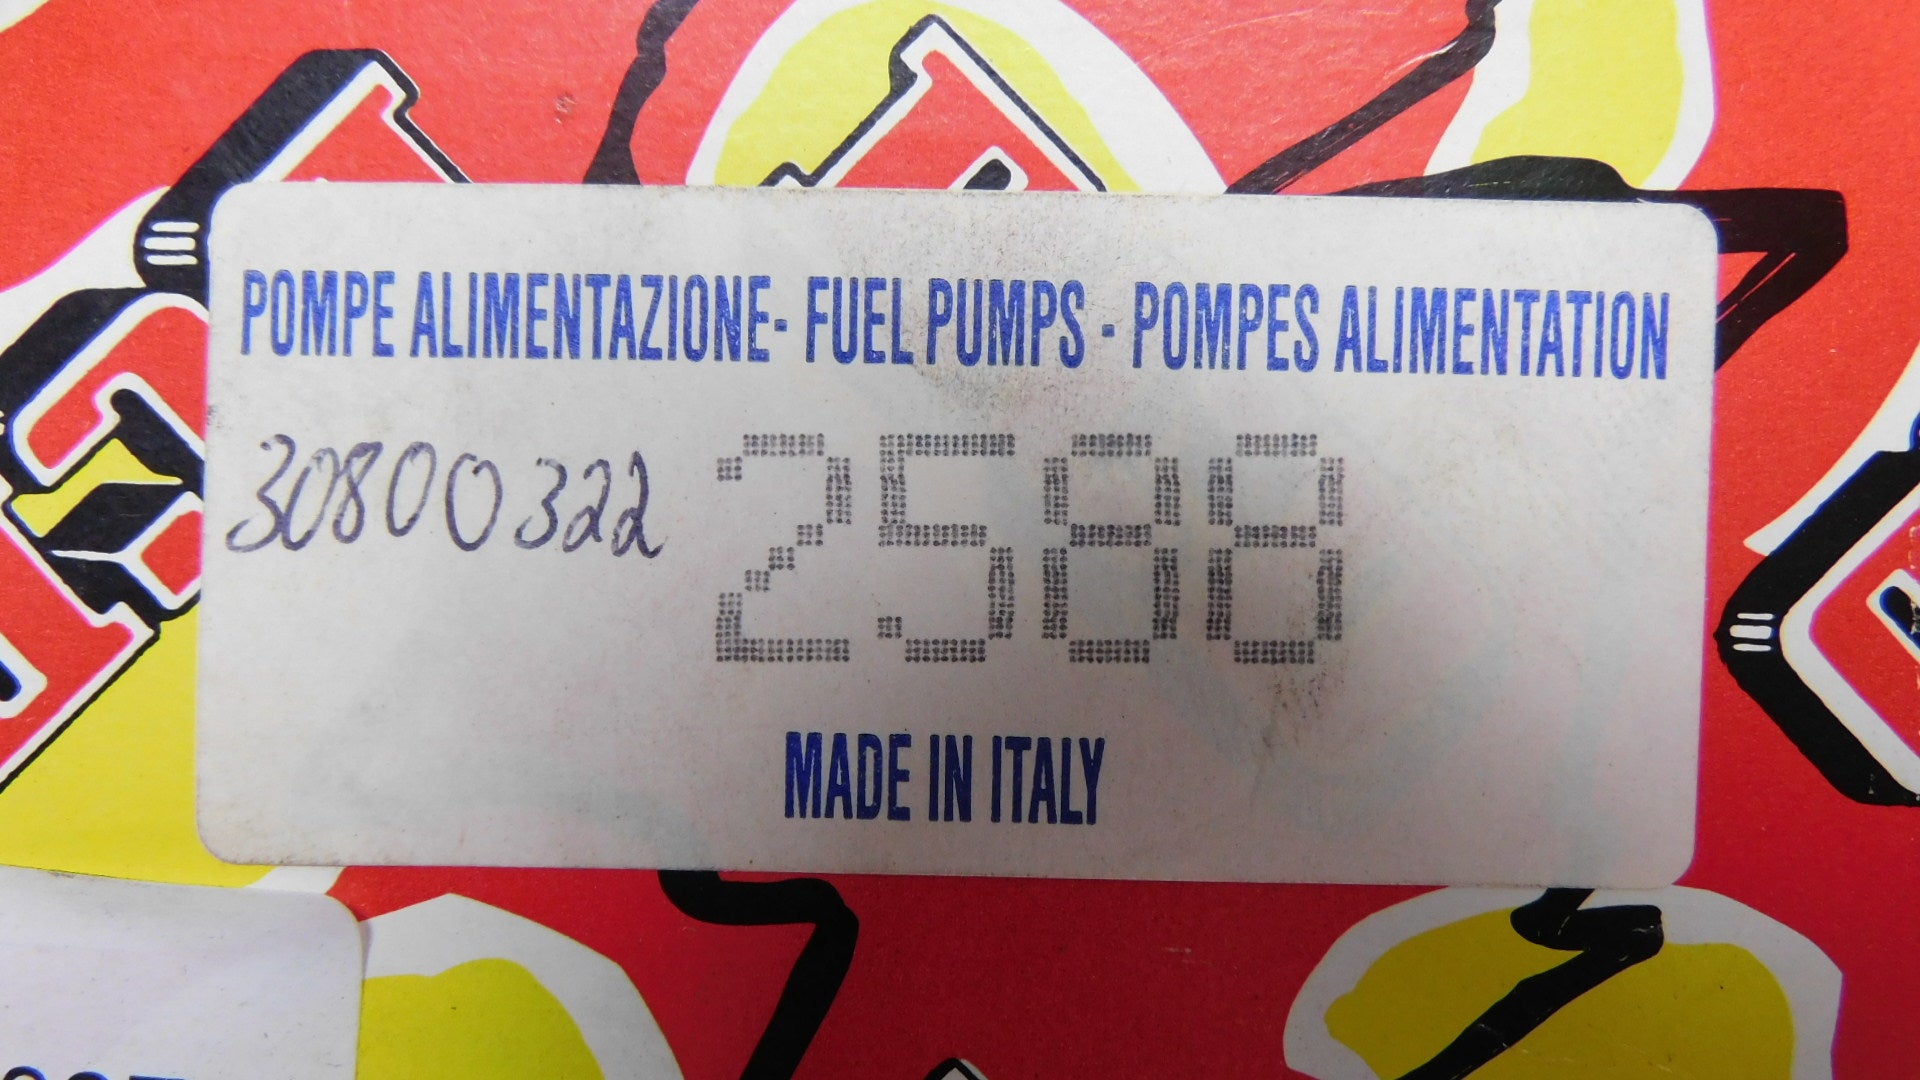 POMPE ALIMENTAZIONE - FUEL PUMPS - POMPES ALIMENTATION
30800322 2588
MADE IN ITALY